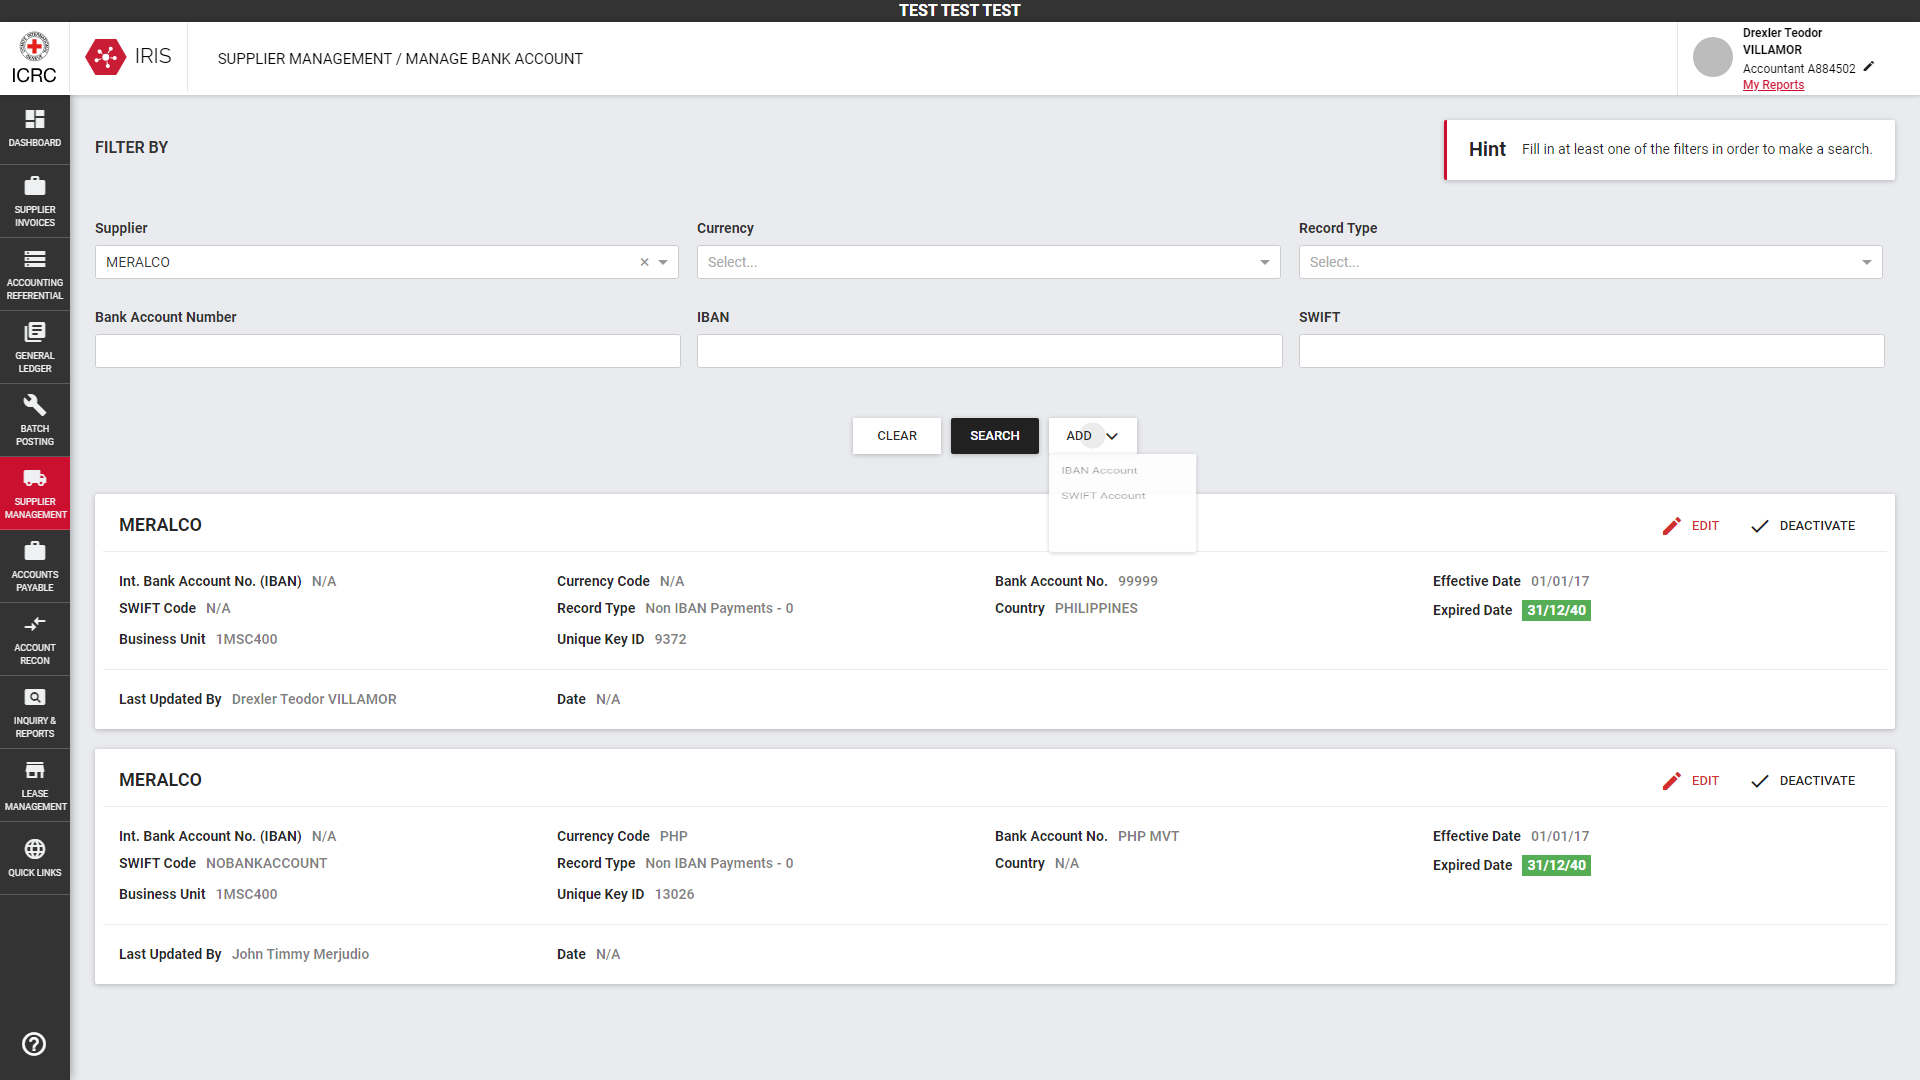 TEST TEST TEST
ICRC
IRIS
SUPPLIER MANAGEMENT / MANAGE BANK ACCOUNT
Drexler Teodor
VILLAMOR
Accountant A884502
My Reports
DASHBOARD
SUPPLIER
INVOICES
ACCOUNTING
REFERENTIAL
GENERAL
LEDGER
BATCH
POSTING
SUPPLIER
MANAGEMENT
ACCOUNTS
PAYABLE
ACCOUNT
RECON
INQUIRY &
REPORTS
LEASE
MANAGEMENT
QUICK LINKS
FILTER BY
Hint Fill in at least one of the filters in order to make a search.
Supplier Currency Record Type
MERALCO Select... Select...
Bank Account Number IBAN SWIFT
CLEAR SEARCH ADD
IBAN Account
SWIFT Account
MERALCO EDIT DEACTIVATE
Int. Bank Account No. (IBAN) N/A Currency Code N/A Bank Account No. 99999 Effective Date 01/01/17
SWIFT Code N/A Record Type Non IBAN Payments - 0 Country PHILIPPINES Expired Date 31/12/40
Business Unit 1MSC400 Unique Key ID 9372
Last Updated By Drexler Teodor VILLAMOR Date N/A
MERALCO EDIT DEACTIVATE
Int. Bank Account No. (IBAN) N/A Currency Code PHP Bank Account No. PHP MVT Effective Date 01/01/17
SWIFT Code NOBANKACCOUNT Record Type Non IBAN Payments - 0 Country N/A Expired Date 31/12/40
Business Unit 1MSC400 Unique Key ID 13026
Last Updated By John Timmy Merjudio Date N/A